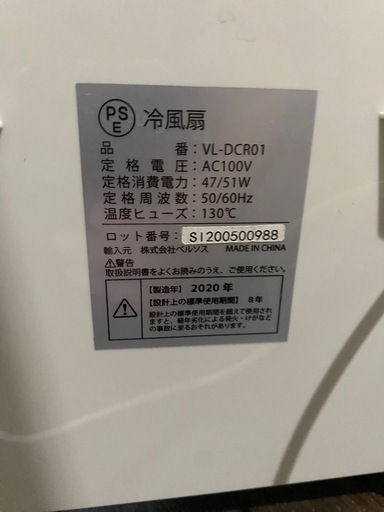 PS
E
冷風扇
品番:VL-DCR01
定格電圧:AC100V
定格消費電力:47/51W
定格周波数:50/60Hz
温度ヒューズ:130℃
ロット番号:SI200500988
輸入元 株式会社ベルソス MADE IN CHINA
⚠警告
取扱説明書をよくお読みのうえ、ご使用ください。
【製造年】2020年
【設計上の標準使用期間】8年
設計上の標準使用期間を超えて使用され
ますと、経年劣化による発火・けがなどの
事故に至るおそれがあります。